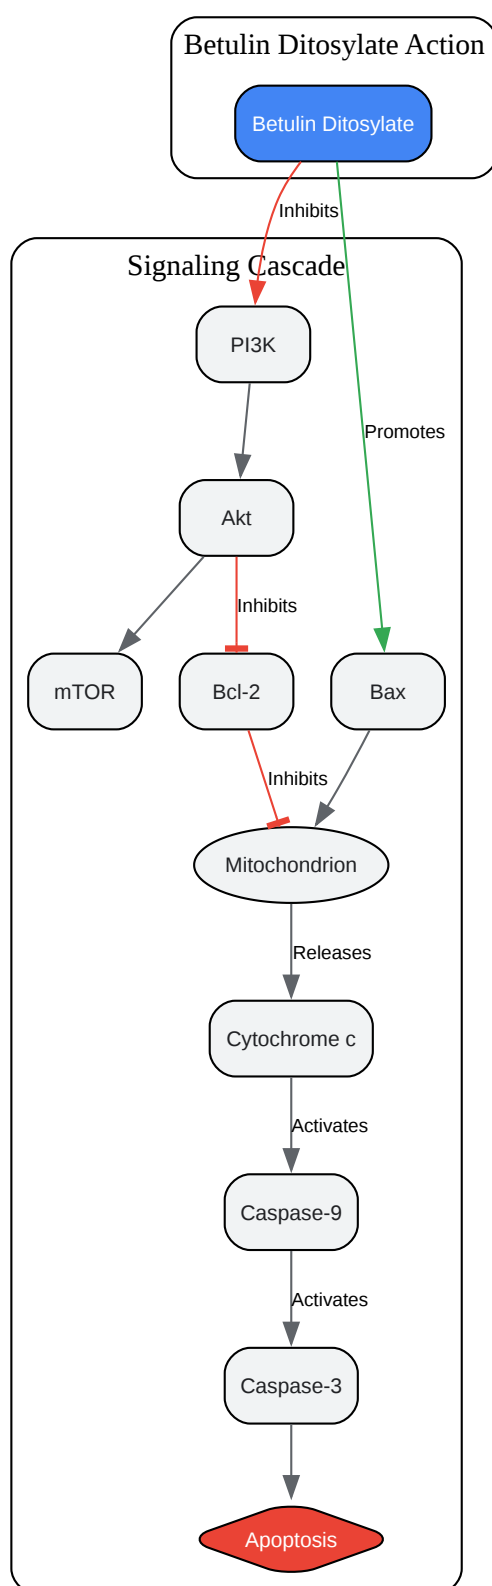 Betulin Ditosylate Action
Betulin Ditosylate
Inhibits
Signaling Cascade
PI3K
Promotes
Akt
Inhibits
mTOR
Bcl-2
Bax
Inhibits
Mitochondrion
Releases
Cytochrome c
Activates
Caspase-9
Activates
Caspase-3
Apoptosis